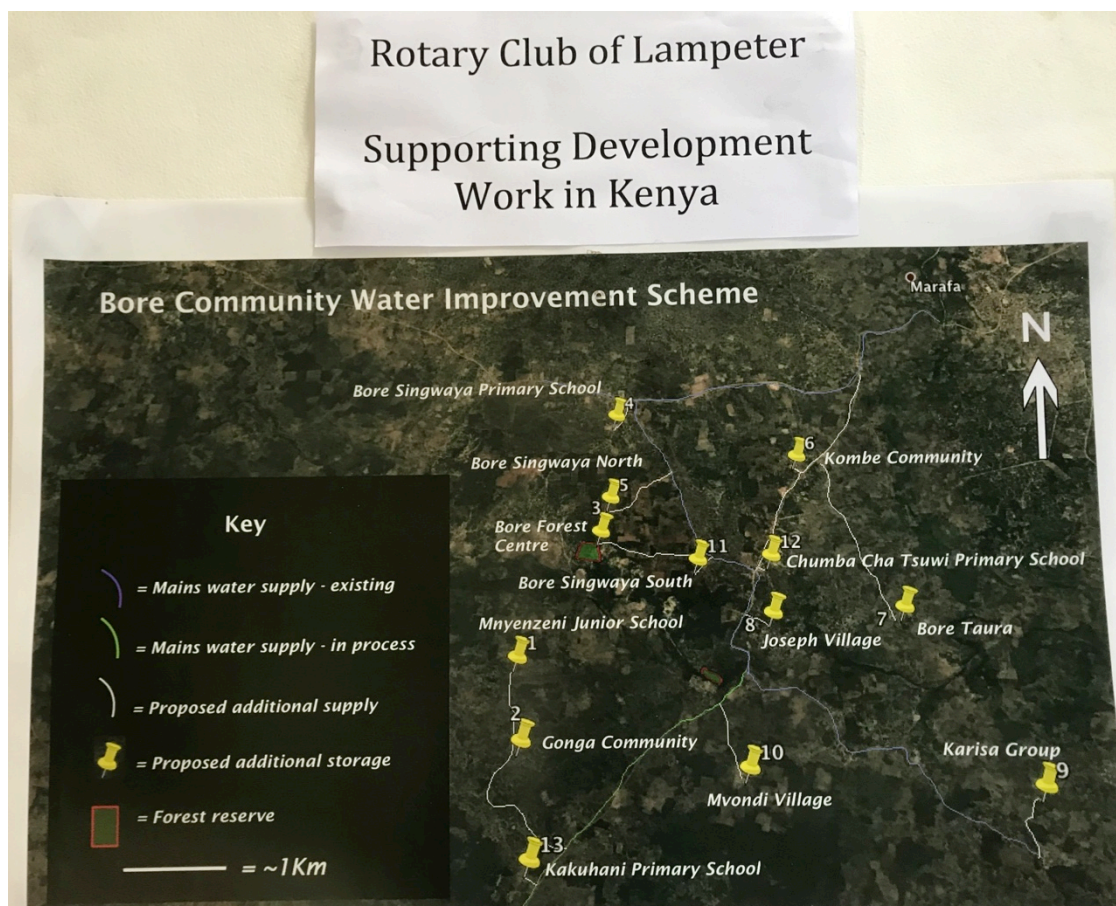 Rotary Club of Lampeter
Supporting Development
Work in Kenya
Bore Community Water Improvement Scheme
Marafa
N
Bore Singwaya Primary School
4
6
Kombe Community
Bore Singwaya North
5
3
Bore Forest
Centre
11
12
Chumba Cha Tsuwi Primary School
Bore Singwaya South
Mnyenzeni Junior School
1
8
Joseph Village
7
Bore Taura
2
Gonga Community
10
Mvondi Village
Karisa Group
9
13
Kakuhani Primary School
Key
= Mains water supply - existing
= Mains water supply - in process
= Proposed additional supply
= Proposed additional storage
= Forest reserve
= ~1Km